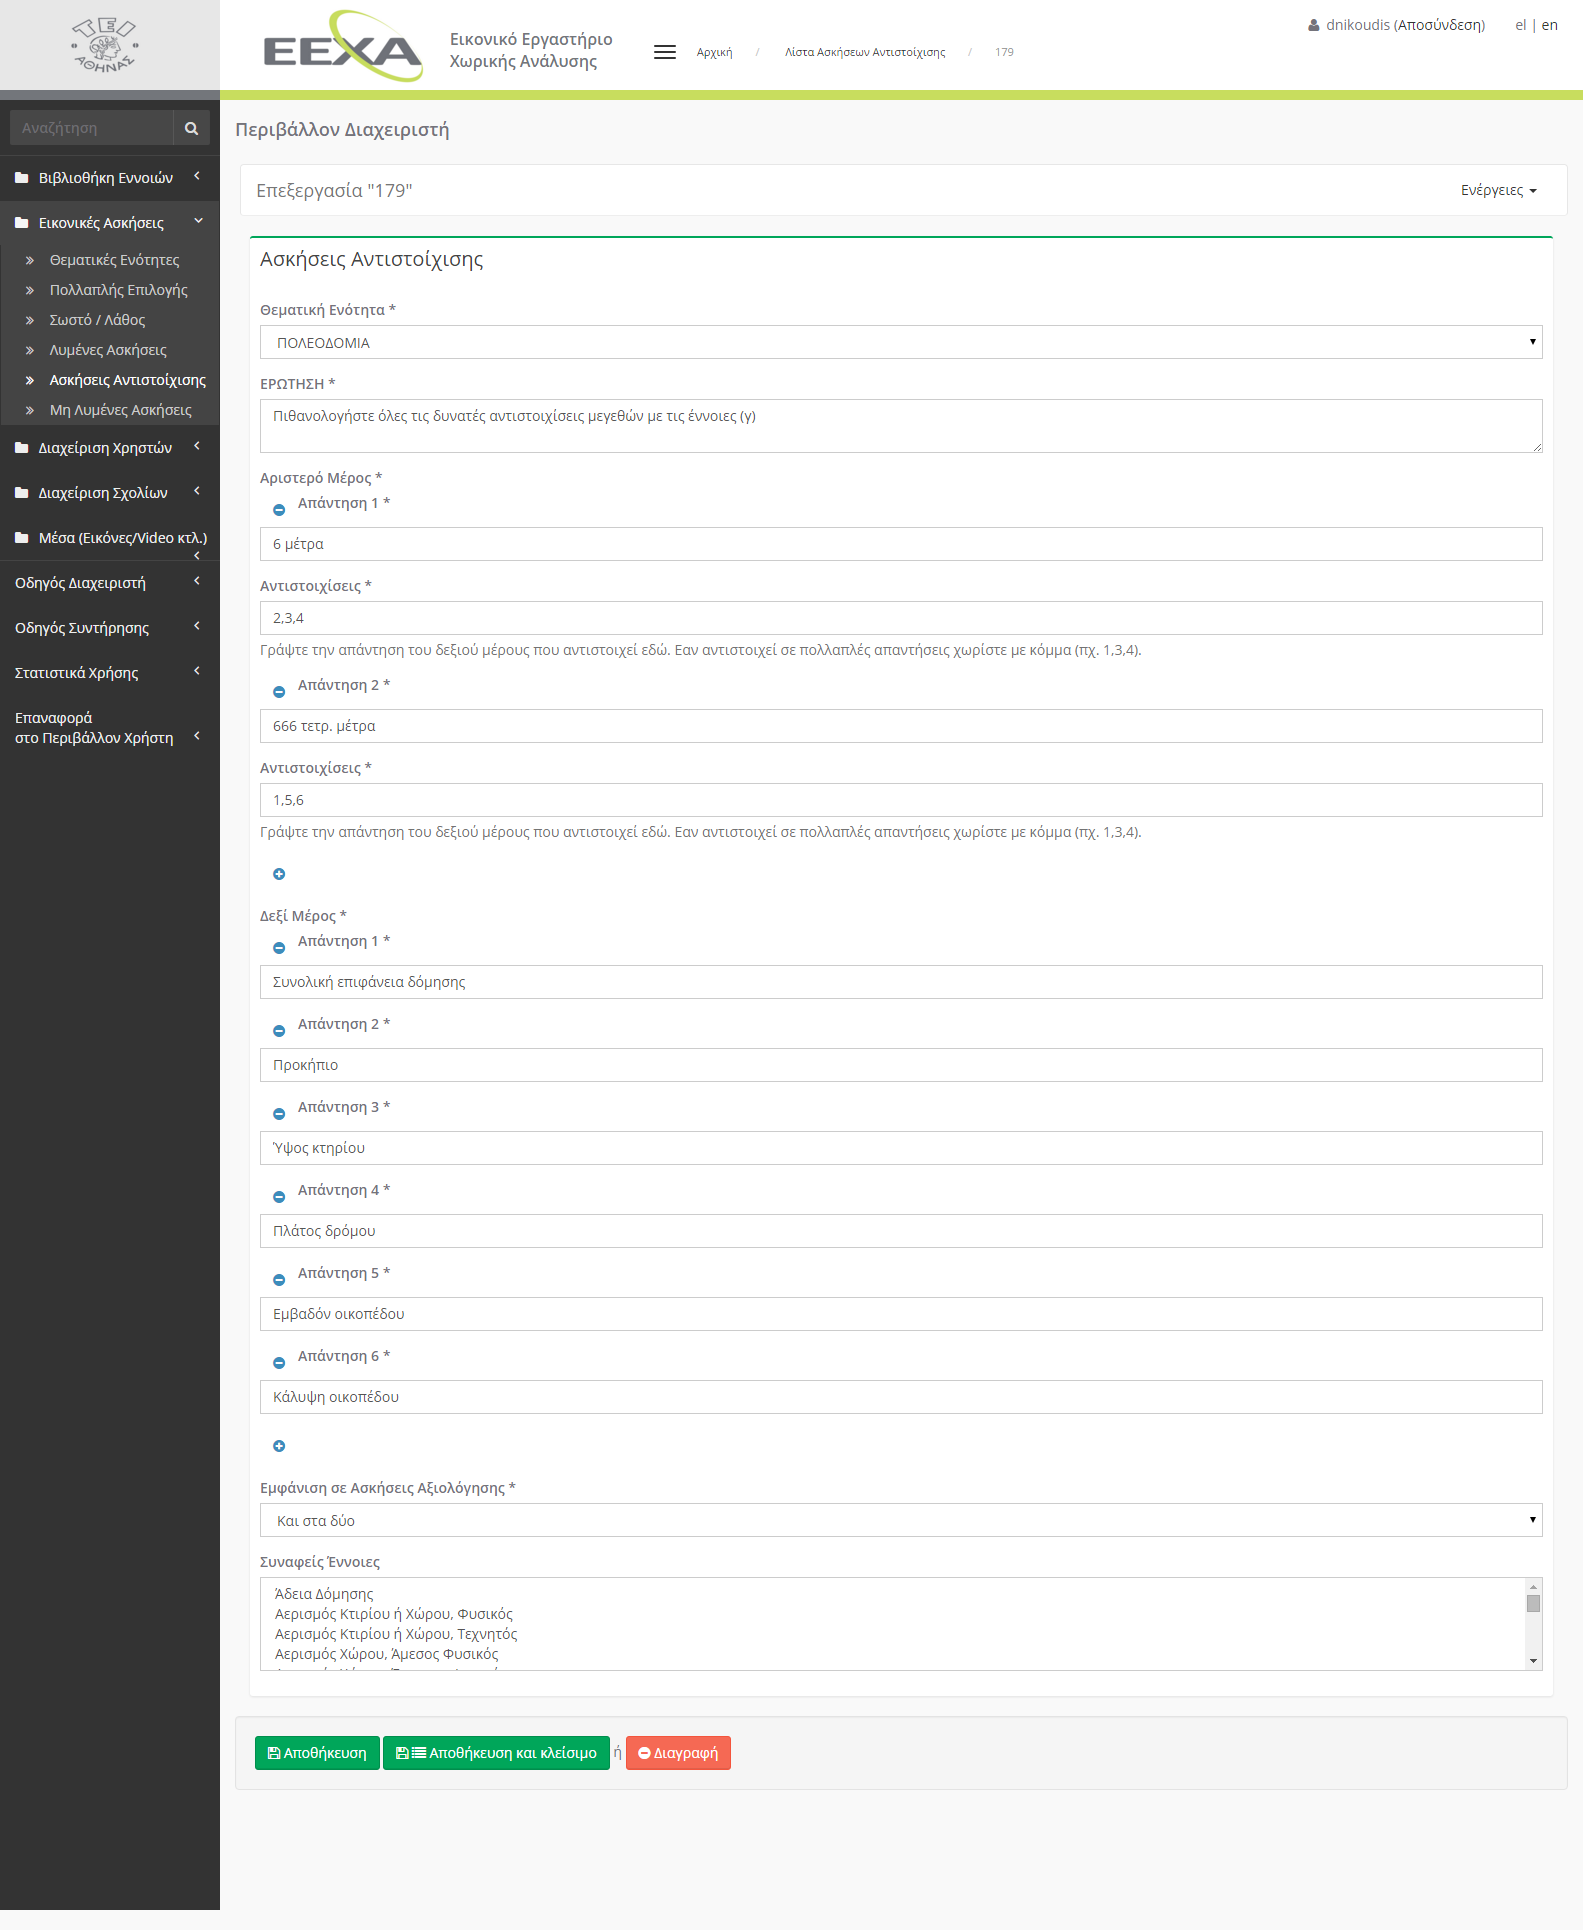 ΤΕΙ
ΑΘΗΝΑΣ
EEXA
Εικονικό Εργαστήριο
Χωρικής Ανάλυσης
Αρχική / Λίστα Ασκήσεων Αντιστοίχισης / 179
dnikoudis (Αποσύνδεση) el | en
Αναζήτηση
Βιβλιοθήκη Εννοιών
Εικονικές Ασκήσεις
Θεματικές Ενότητες
Πολλαπλής Επιλογής
Σωστό / Λάθος
Λυμένες Ασκήσεις
Ασκήσεις Αντιστοίχισης
Μη Λυμένες Ασκήσεις
Διαχείριση Χρηστών
Διαχείριση Σχολίων
Μέσα (Εικόνες/Video κτλ.)
Οδηγός Διαχειριστή
Οδηγός Συντήρησης
Στατιστικά Χρήσης
Επαναφορά
στο Περιβάλλον Χρήστη
Περιβάλλον Διαχειριστή
Επεξεργασία "179"
Ενέργειες
Ασκήσεις Αντιστοίχισης
Θεματική Ενότητα *
ΠΟΛΕΟΔΟΜΙΑ
ΕΡΩΤΗΣΗ *
Πιθανολογήστε όλες τις δυνατές αντιστοιχίσεις μεγεθών με τις έννοιες (γ)
Αριστερό Μέρος *
Απάντηση 1 *
6 μέτρα
Αντιστοιχίσεις *
2,3,4
Γράψτε την απάντηση του δεξιού μέρους που αντιστοιχεί εδώ. Εαν αντιστοιχεί σε πολλαπλές απαντήσεις χωρίστε με κόμμα (πχ. 1,3,4).
Απάντηση 2 *
666 τετρ. μέτρα
Αντιστοιχίσεις *
1,5,6
Γράψτε την απάντηση του δεξιού μέρους που αντιστοιχεί εδώ. Εαν αντιστοιχεί σε πολλαπλές απαντήσεις χωρίστε με κόμμα (πχ. 1,3,4).
Δεξί Μέρος *
Απάντηση 1 *
Συνολική επιφάνεια δόμησης
Απάντηση 2 *
Προκήπιο
Απάντηση 3 *
Ύψος κτηρίου
Απάντηση 4 *
Πλάτος δρόμου
Απάντηση 5 *
Εμβαδόν οικοπέδου
Απάντηση 6 *
Κάλυψη οικοπέδου
Εμφάνιση σε Ασκήσεις Αξιολόγησης *
Και στα δύο
Συναφείς Έννοιες
Άδεια Δόμησης
Αερισμός Κτιρίου ή Χώρου, Φυσικός
Αερισμός Κτιρίου ή Χώρου, Τεχνητός
Αερισμός Χώρου, Άμεσος Φυσικός
Αποθήκευση Αποθήκευση και κλείσιμο ή Διαγραφή